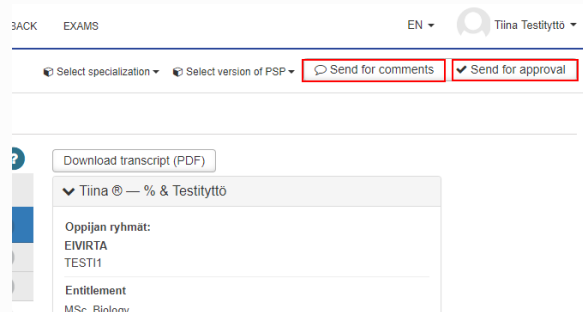 BACK EXAMS EN Tiina Testityttö
Select specialization Select version of PSP Send for comments Send for approval
?
Download transcript (PDF)
Tiina ® — % & Testityttö
Oppijan ryhmät:
EIVIRTA
TESTI1
Entitlement
MSc, Biology